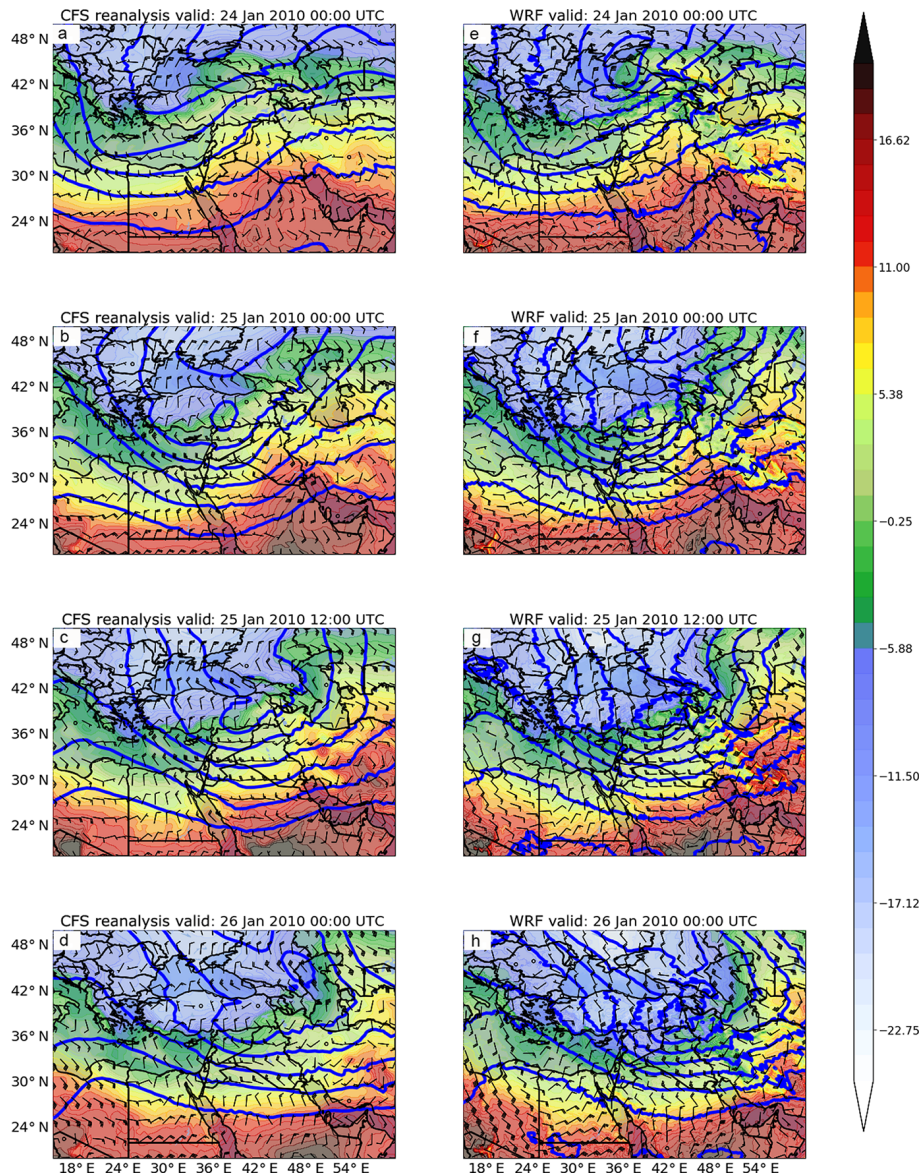 CFS reanalysis valid: 24 Jan 2010 00:00 UTC
WRF valid: 24 Jan 2010 00:00 UTC
a
e
48° N
42° N
36° N
30° N
24° N
CFS reanalysis valid: 25 Jan 2010 00:00 UTC
WRF valid: 25 Jan 2010 00:00 UTC
b
f
48° N
42° N
36° N
30° N
24° N
CFS reanalysis valid: 25 Jan 2010 12:00 UTC
WRF valid: 25 Jan 2010 12:00 UTC
c
g
48° N
42° N
36° N
30° N
24° N
CFS reanalysis valid: 26 Jan 2010 00:00 UTC
WRF valid: 26 Jan 2010 00:00 UTC
d
h
48° N
42° N
36° N
30° N
24° N
18° E 24° E 30° E 36° E 42° E 48° E 54° E
18° E 24° E 30° E 36° E 42° E 48° E 54° E
16.62
11.00
5.38
−0.25
−5.88
−11.50
−17.12
−22.75